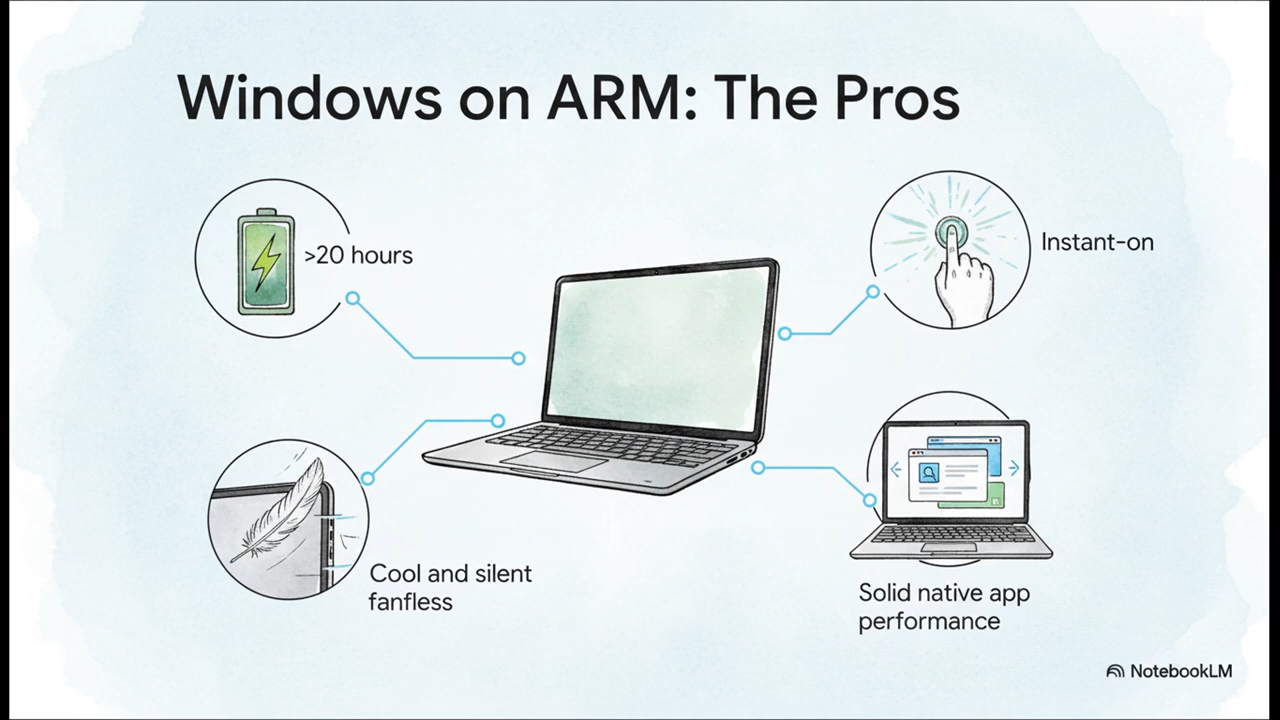 Windows on ARM: The Pros
>20 hours
Instant-on
Cool and silent
fanfless
Solid native app
performance
NotebookLM